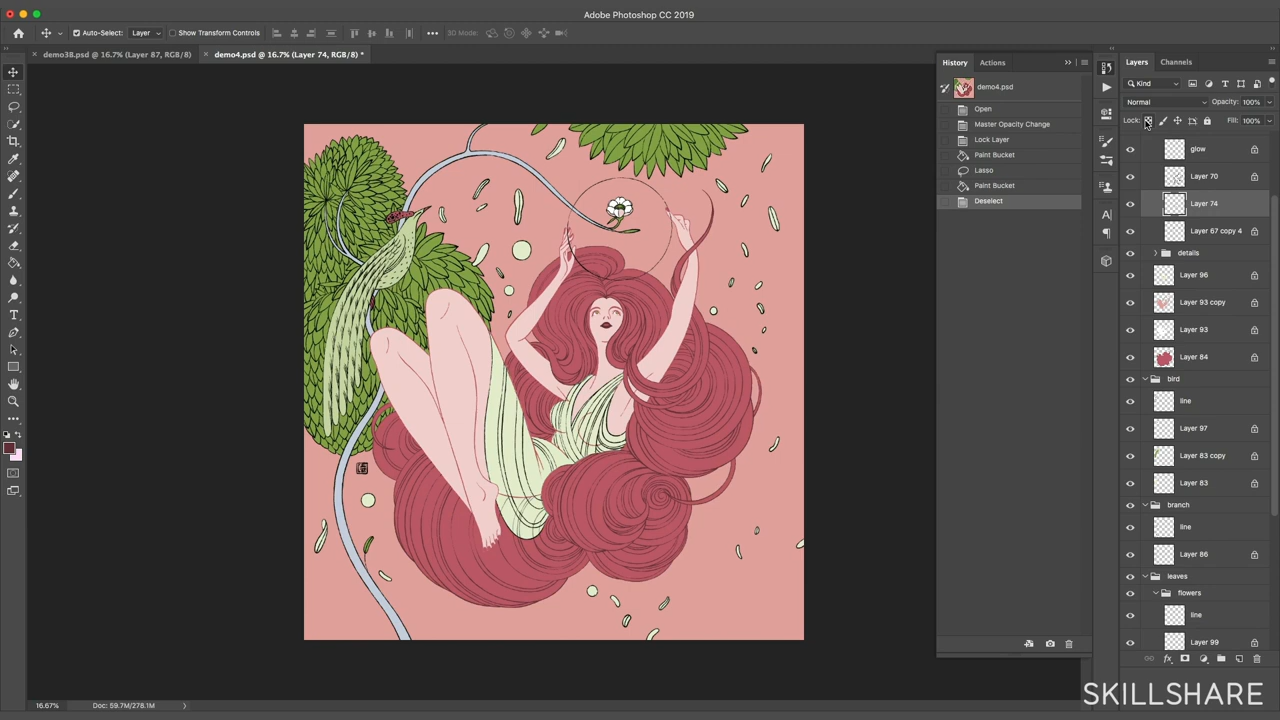 Adobe Photoshop CC 2019
Auto-Select: Layer Show Transform Controls 3D Mode:
demo3B.psd @ 16.7% (Layer 87, RGB/8) demo4.psd @ 16.7% (Layer 74, RGB/8) *
History Actions
demo4.psd
Open
Master Opacity Change
Lock Layer
Paint Bucket
Lasso
Paint Bucket
Deselect
Layers Channels
Kind
Normal Opacity: 100%
Lock: Fill: 100%
glow
Layer 70
Layer 74
Layer 67 copy 4
details
Layer 96
Layer 93 copy
Layer 93
Layer 84
bird
line
Layer 97
Layer 83 copy
Layer 83
branch
line
Layer 86
leaves
flowers
line
Layer 99
16.67% Doc: 59.7M/278.1M
SKILLSHARE